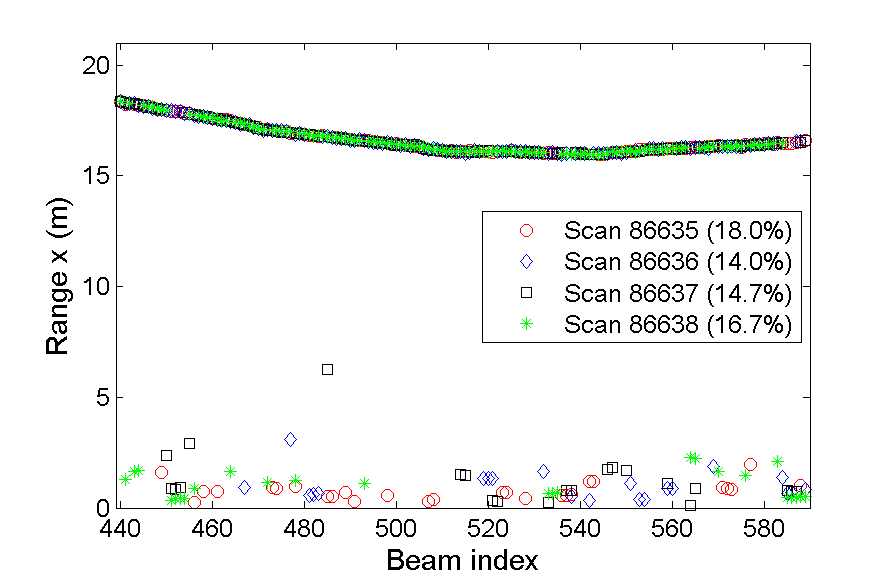 20
15
10
5
0
Range x (m)
Scan 86635 (18.0%)
Scan 86636 (14.0%)
Scan 86637 (14.7%)
Scan 86638 (16.7%)
440 460 480 500 520 540 560 580
Beam index